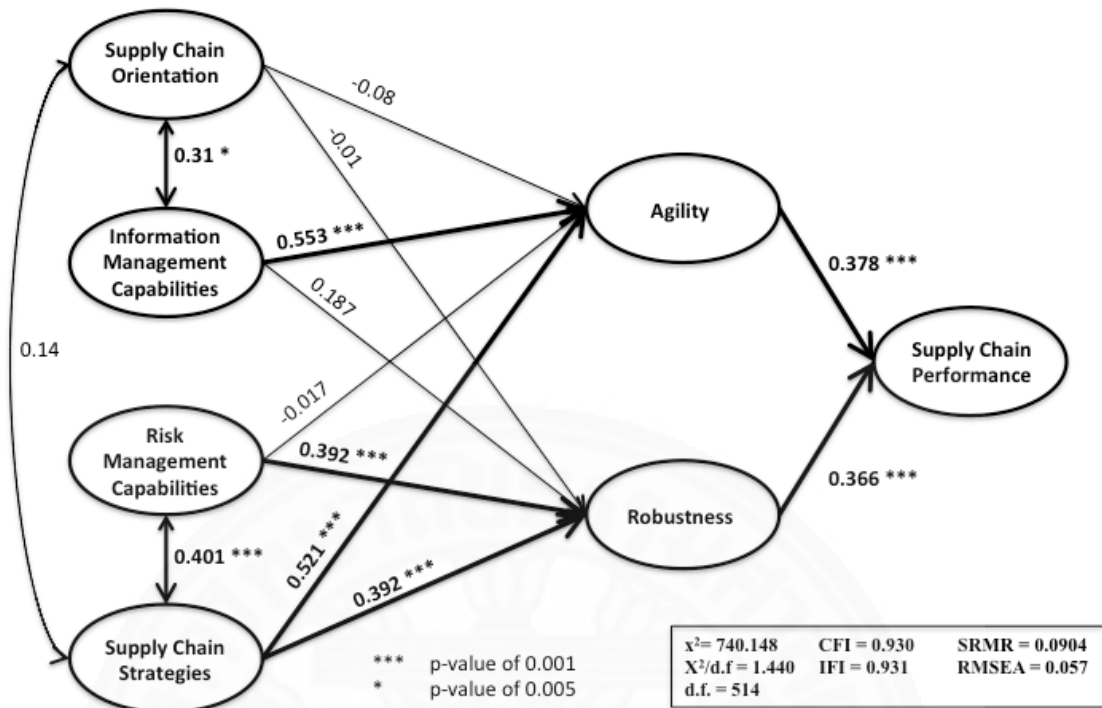 Supply Chain
Orientation
-0.08
-0.01
0.31 *
Agility
Information
Management
Capabilities
0.553 ***
0.187
0.378 ***
0.14
Supply Chain
Performance
-0.017
Risk
Management
Capabilities
0.392 ***
0.366 ***
Robustness
0.401 ***
0.521 ***
0.392 ***
Supply Chain
Strategies
*** p-value of 0.001
* p-value of 0.005
x²= 740.148 CFI = 0.930 SRMR = 0.0904
X²/d.f = 1.440 IFI = 0.931 RMSEA = 0.057
d.f. = 514